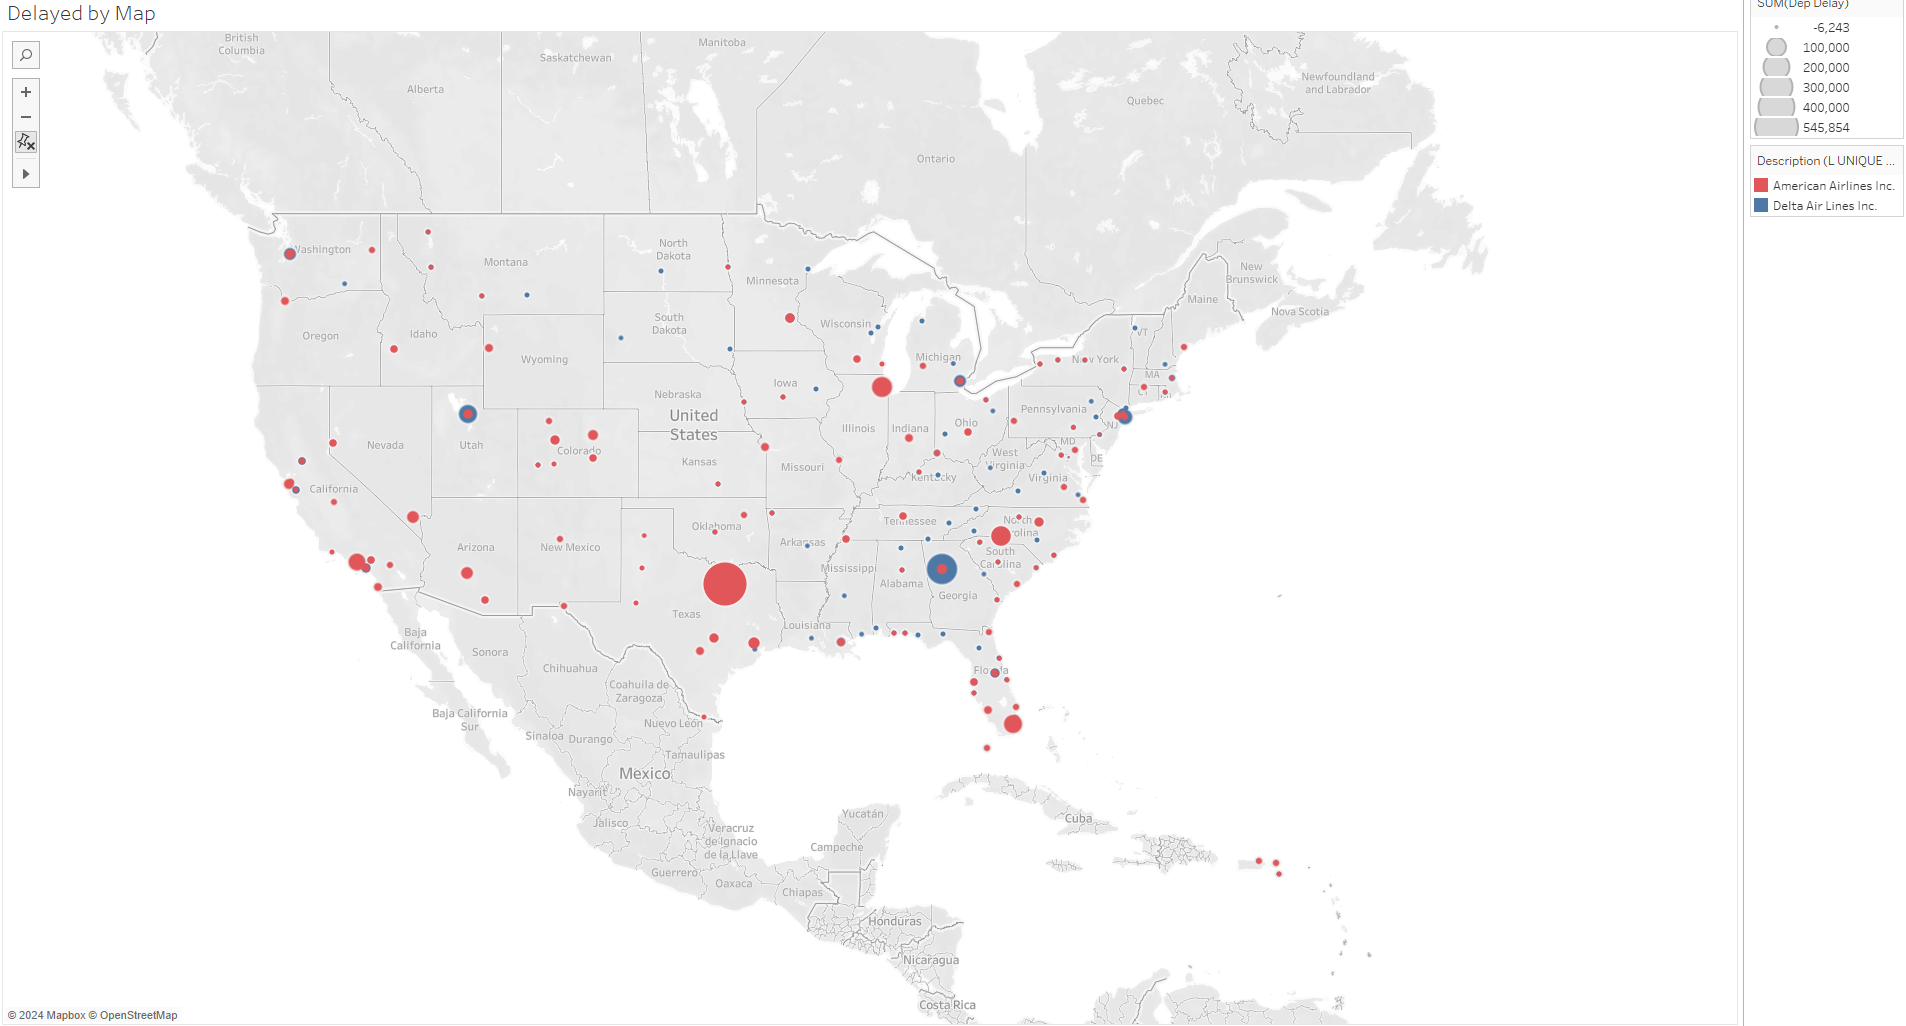 Delayed by Map
SUM(Dep Delay)
-6,243
100,000
200,000
300,000
400,000
545,854
Description (L UNIQUE ...
American Airlines Inc.
Delta Air Lines Inc.
British
Columbia
Alberta
Saskatchewan
Manitoba
Ontario
Quebec
Newfoundland
and Labrador
New
Brunswick
Nova Scotia
Maine
Washington
Montana
North
Dakota
Minnesota
Oregon
Idaho
South
Dakota
Wisconsin
Michigan
New York
VT
MA
CT
RI
Wyoming
Iowa
Nebraska
United
States
Pennsylvania
NJ
Nevada
Utah
Colorado
Illinois
Indiana
Ohio
MD
DE
West
Virginia
Kansas
Missouri
Kentucky
Virginia
California
Oklahoma
Tennessee
North
Carolina
Arizona
New Mexico
Arkansas
South
Carolina
Mississippi
Alabama
Georgia
Texas
Louisiana
Florida
Baja
California
Sonora
Chihuahua
Coahuila de
Zaragoza
Baja California
Sur
Nuevo León
Sinaloa
Durango
Tamaulipas
Mexico
Nayarit
Jalisco
Veracruz
de Ignacio
de la Llave
Yucatán
Campeche
Cuba
Guerrero
Oaxaca
Chiapas
Honduras
Nicaragua
Costa Rica
© 2024 Mapbox © OpenStreetMap